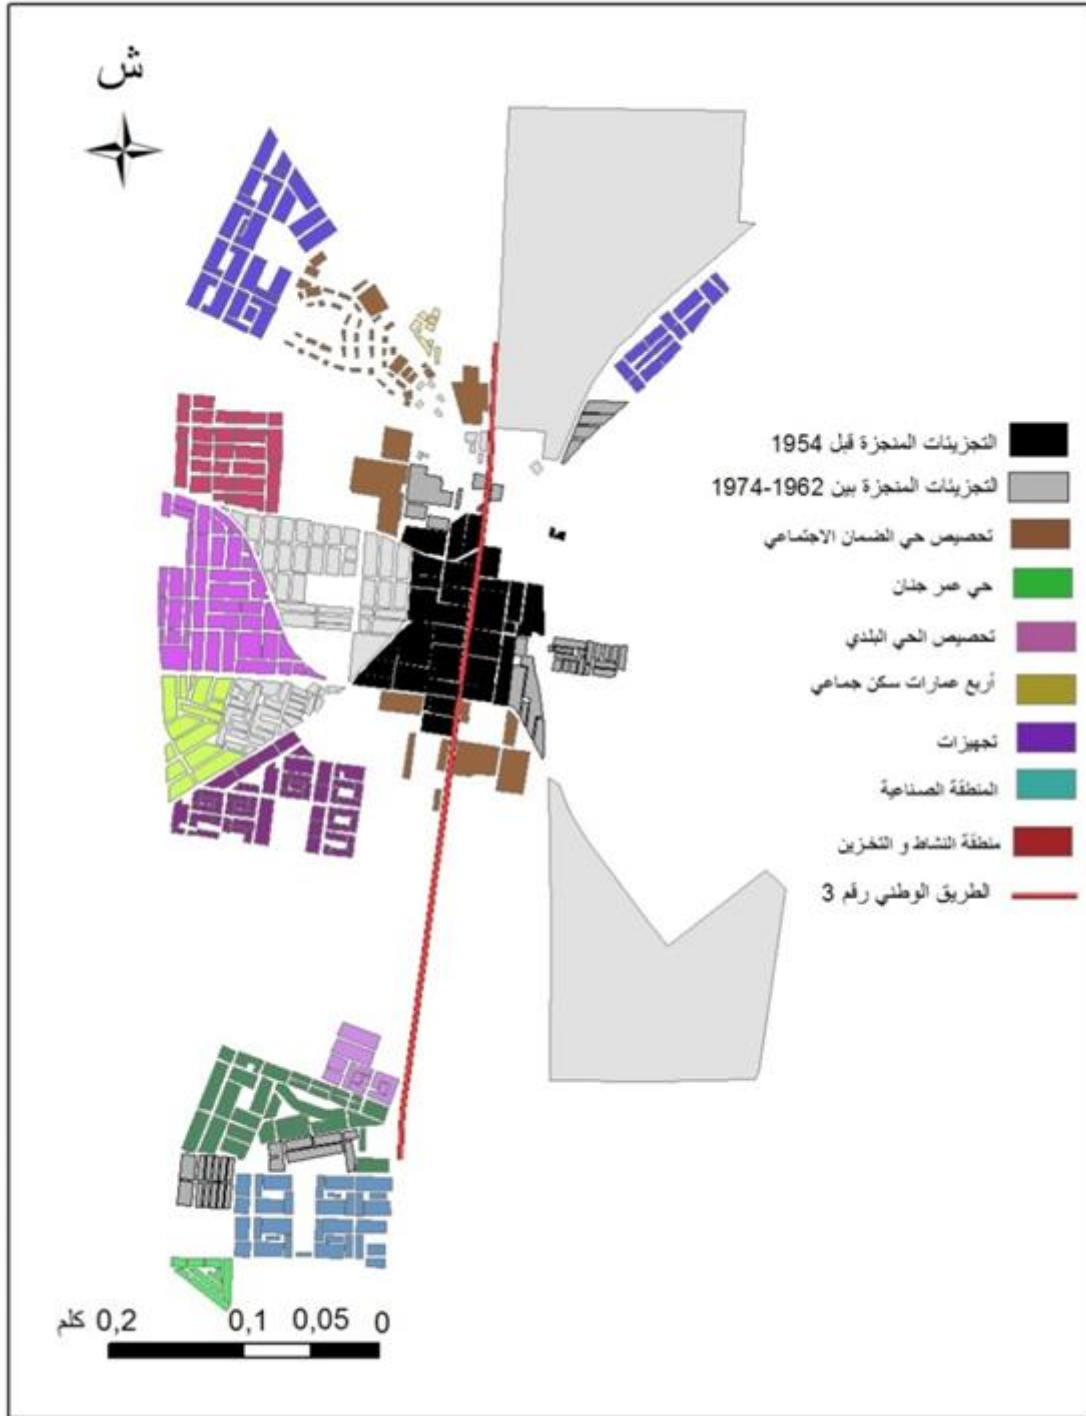 ش
التجزيئات المنجزة قبل 1954
التجزيئات المنجزة بين 1962-1974
تحصيص حي الضمان الاجتماعي
حي عمر جنان
تحصيص الحي البلدي
أربع عمارات سكن جماعي
تجهيزات
المنطقة الصناعية
منطقة النشاط و التخزين
الطريق الوطني رقم 3
0 0,05 0,1 0,2 كلم